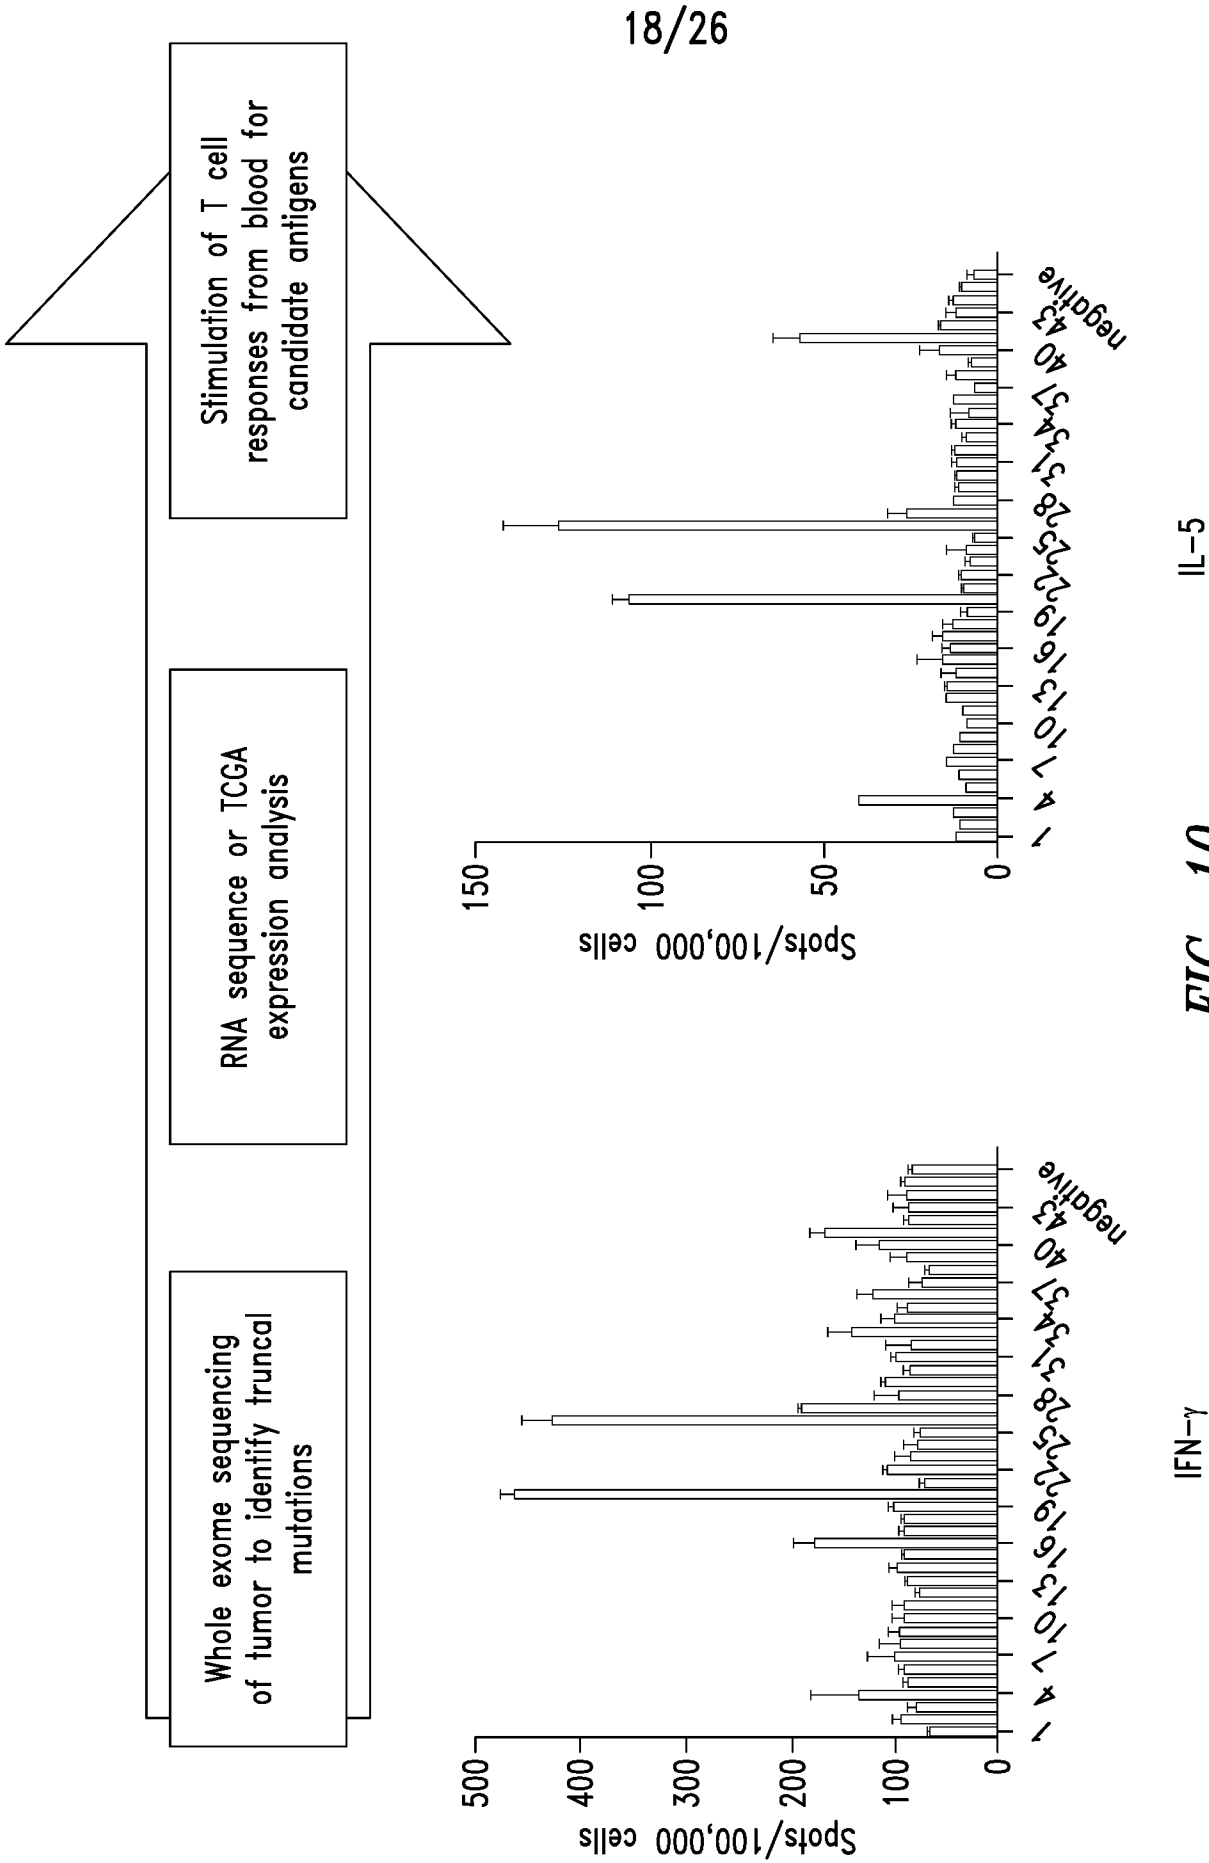 18/26
Whole exome sequencing
of tumor to identify truncal
mutations
RNA sequence or TCGA
expression analysis
Stimulation of T cell
responses from blood for
candidate antigens
Spots/100,000 cells
500
400
300
200
100
0
1 4 7 10 13 16 19 22 25 28 31 34 37 40 43 negative
IFN-γ
Spots/100,000 cells
150
100
50
0
1 4 7 10 13 16 19 22 25 28 31 34 37 40 43 negative
IL-5
FIG. 10